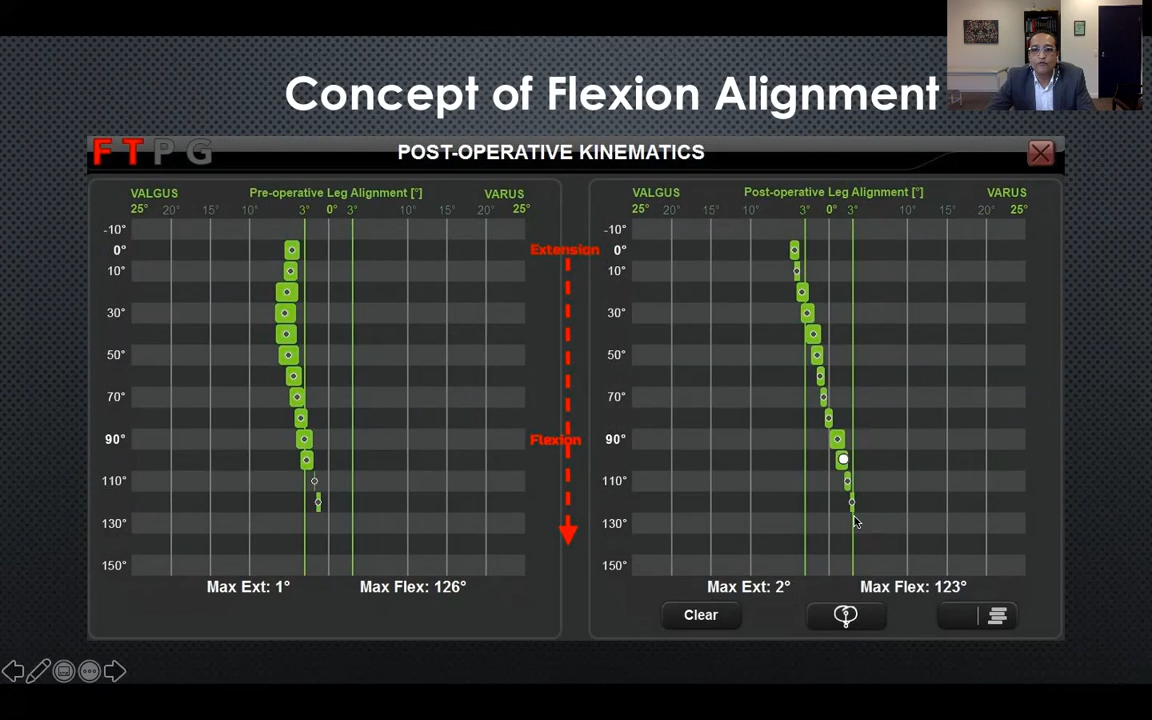 Concept of Flexion Alignment
F T P G
POST-OPERATIVE KINEMATICS
VALGUS Pre-operative Leg Alignment [°] VARUS
25° 20° 15° 10° 3° 0° 3° 10° 15° 20° 25°
-10°
0°
10°
30°
50°
70°
90°
110°
130°
150°
Max Ext: 1° Max Flex: 126°
Extension
Flexion
VALGUS Post-operative Leg Alignment [°] VARUS
25° 20° 15° 10° 3° 0° 3° 10° 15° 20° 25°
-10°
0°
10°
30°
50°
70°
90°
110°
130°
150°
Max Ext: 2° Max Flex: 123°
Clear